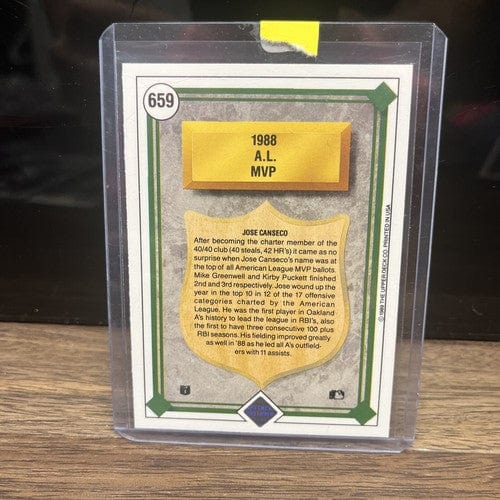 659
1988
A.L.
MVP
JOSE CANSECO
After becoming the charter member of the
40/40 club (40 steals, 42 HR's) it came as no
surprise when Jose Canseco's name was at
the top of all American League MVP ballots.
Mike Greenwell and Kirby Puckett finished
2nd and 3rd respectively. Jose wound up the
year in the top 10 in 12 of the 17 offensive
categories charted by the American
League. He was the first player in Oakland
A's history to lead the league in RBI's, also
the first to have three consecutive 100 plus
RBI seasons. His fielding improved greatly
as well in '88 as he led all A's outfield-
ers with 11 assists.
© 1989 THE UPPER DECK CO. PRINTED IN USA